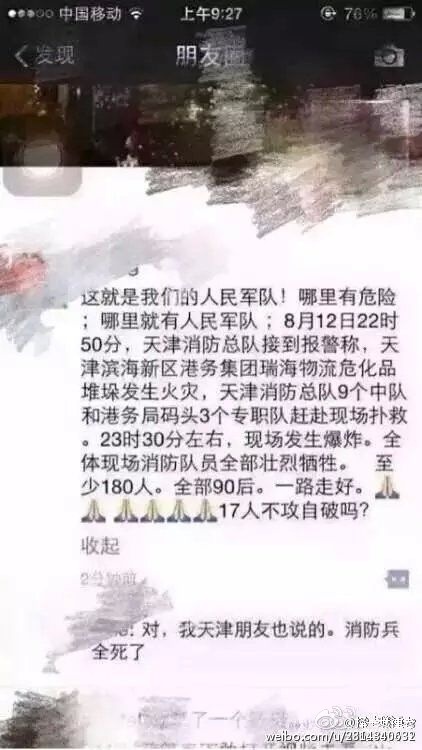 中国移动 上午9:27 76%
发现 朋友圈
这就是我们的人民军队！哪里有危险
；哪里就有人民军队；8月12日22时
50分，天津消防总队接到报警称，天
津滨海新区港务集团瑞海物流危化品
堆垛发生火灾，天津消防总队9个中队
和港务局码头3个专职队赶赴现场扑救
。23时30分左右，现场发生爆炸。全
体现场消防队员全部壮烈牺牲。 至
少180人。全部90后。一路走好。🙏
🙏 🙏🙏🙏🙏17人不攻自破吗？
收起
2分钟前
: 对，我天津朋友也说的。消防兵
全死了
了一个
weibo.com/u/2814340632